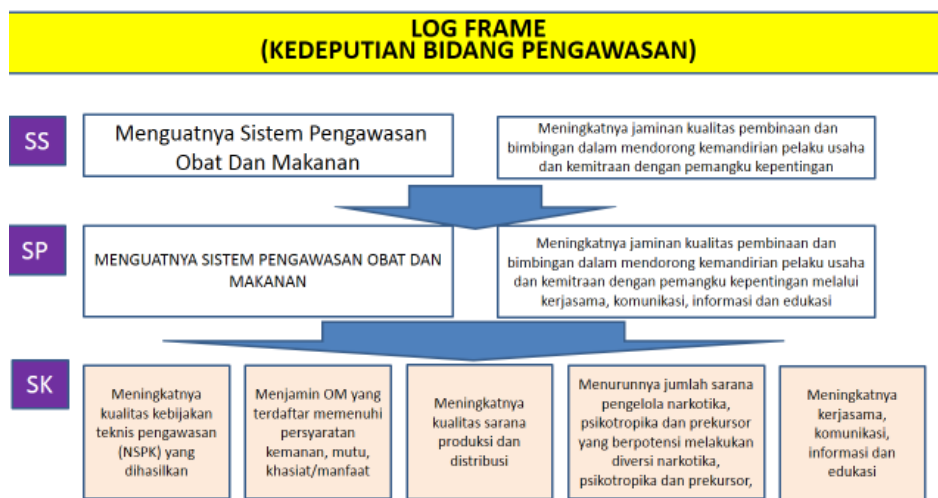 LOG FRAME
(KEDEPUTIAN BIDANG PENGAWASAN)
SS
Menguatnya Sistem Pengawasan
Obat Dan Makanan
Meningkatnya jaminan kualitas pembinaan dan
bimbingan dalam mendorong kemandirian pelaku usaha
dan kemitraan dengan pemangku kepentingan
SP
MENGUATNYA SISTEM PENGAWASAN OBAT DAN
MAKANAN
Meningkatnya jaminan kualitas pembinaan dan
bimbingan dalam mendorong kemandirian pelaku usaha
dan kemitraan dengan pemangku kepentingan melalui
kerjasama, komunikasi, informasi dan edukasi
SK
Meningkatnya
kualitas kebijakan
teknis pengawasan
(NSPK) yang
dihasilkan
Menjamin OM yang
terdaftar memenuhi
persyaratan
kemanan, mutu,
khasiat/manfaat
Meningkatnya
kualitas sarana
produksi dan
distribusi
Menurunnya jumlah sarana
pengelola narkotika,
psikotropika dan prekursor
yang berpotensi melakukan
diversi narkotika,
psikotropika dan prekursor,
Meningkatnya
kerjasama,
komunikasi,
informasi dan
edukasi